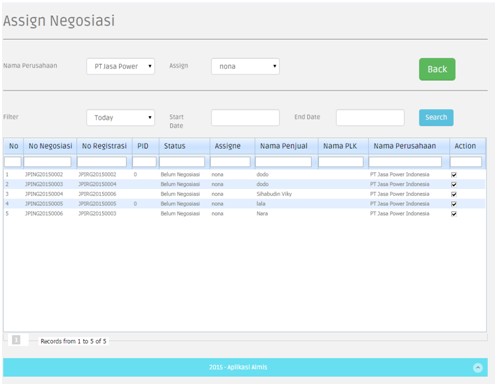 Assign Negosiasi
Nama Perusahaan PT Jasa Power Assign nona Back
Filter Today Start Date End Date Search
No No Negosiasi No Registrasi PID Status Assigne Nama Penjual Nama PLK Nama Perusahaan Action
1 JPING20150002 JPIRG20150002 0 Belum Negosiasi nona dodo PT Jasa Power Indonesia
2 JPING20150003 JPIRG20150004 Belum Negosiasi nona dodo PT Jasa Power Indonesia
3 JPING20150004 JPIRG20150006 Belum Negosiasi nona Sihabudin Viky PT Jasa Power Indonesia
4 JPING20150005 JPIRG20150005 0 Belum Negosiasi nona lala PT Jasa Power Indonesia
5 JPING20150006 JPIRG20150003 Belum Negosiasi nona Nara PT Jasa Power Indonesia
1 Records from 1 to 5 of 5
2015 - Aplikasi Aimis